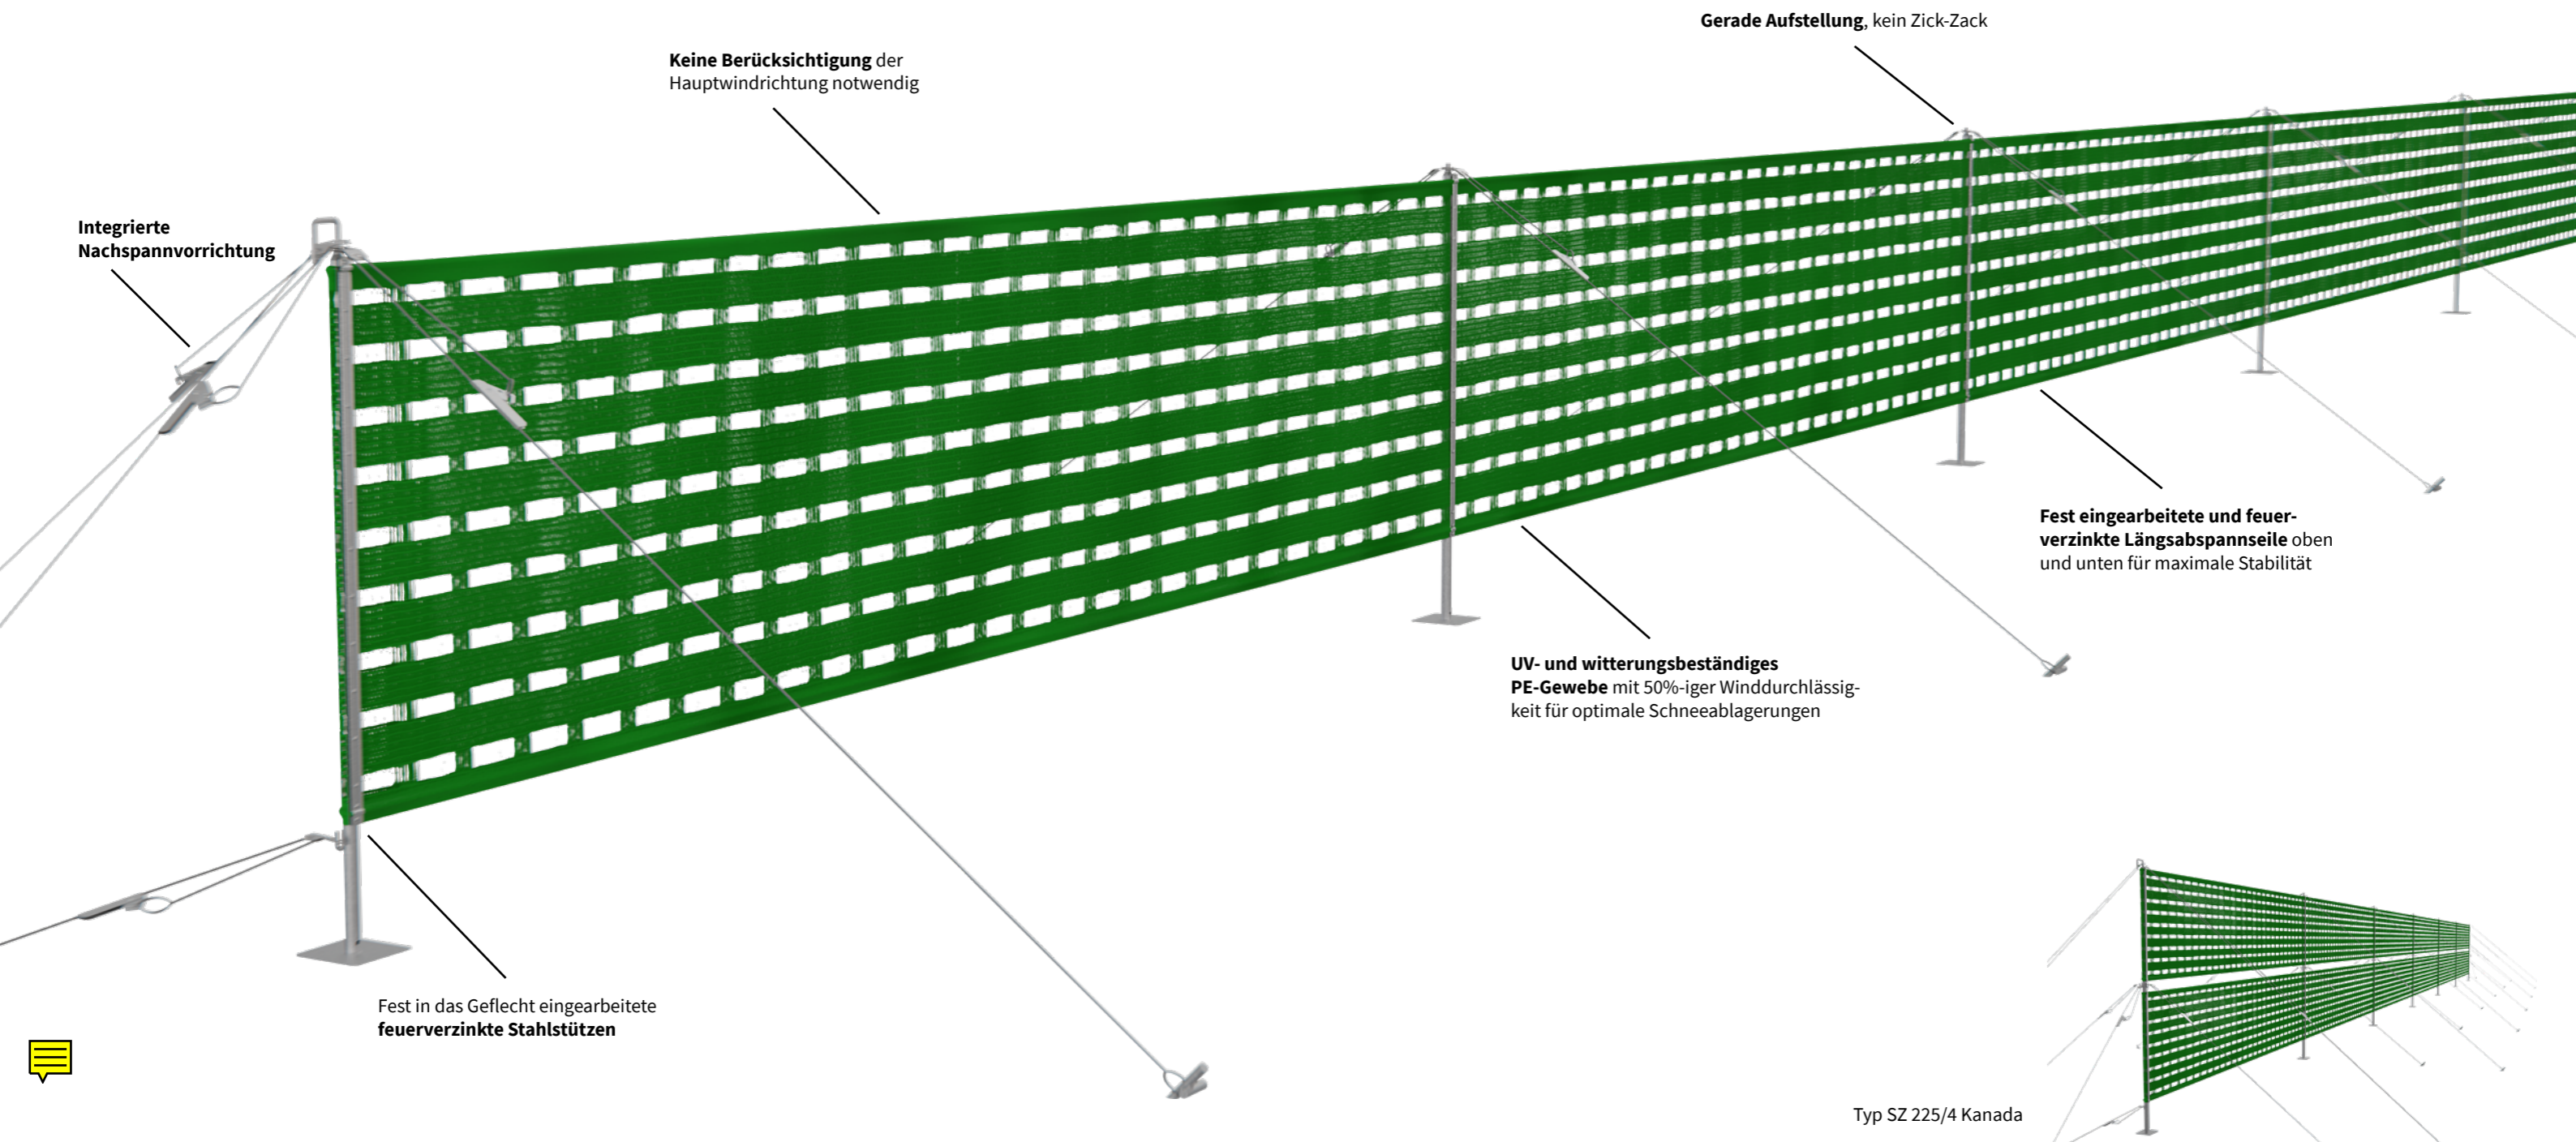 Gerade Aufstellung, kein Zick-Zack
Keine Berücksichtigung der
Hauptwindrichtung notwendig
Integrierte
Nachspannvorrichtung
Fest eingearbeitete und feuer-
verzinkte Längsabspannseile oben
und unten für maximale Stabilität
UV- und witterungsbeständiges
PE-Gewebe mit 50%-iger Winddurchlässig-
keit für optimale Schneeablagerungen
Fest in das Geflecht eingearbeitete
feuerverzinkte Stahlstützen
Typ SZ 225/4 Kanada